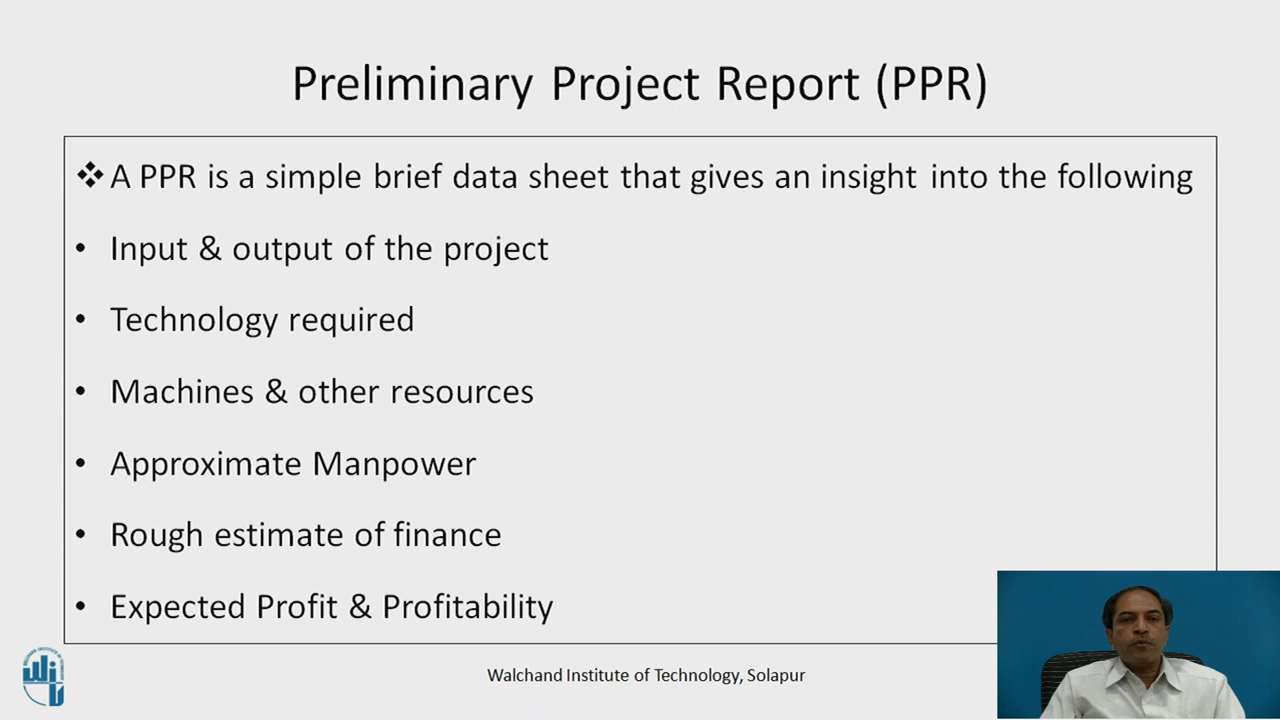 Preliminary Project Report (PPR)
❖A PPR is a simple brief data sheet that gives an insight into the following
• Input & output of the project
• Technology required
• Machines & other resources
• Approximate Manpower
• Rough estimate of finance
• Expected Profit & Profitability
Walchand Institute of Technology, Solapur